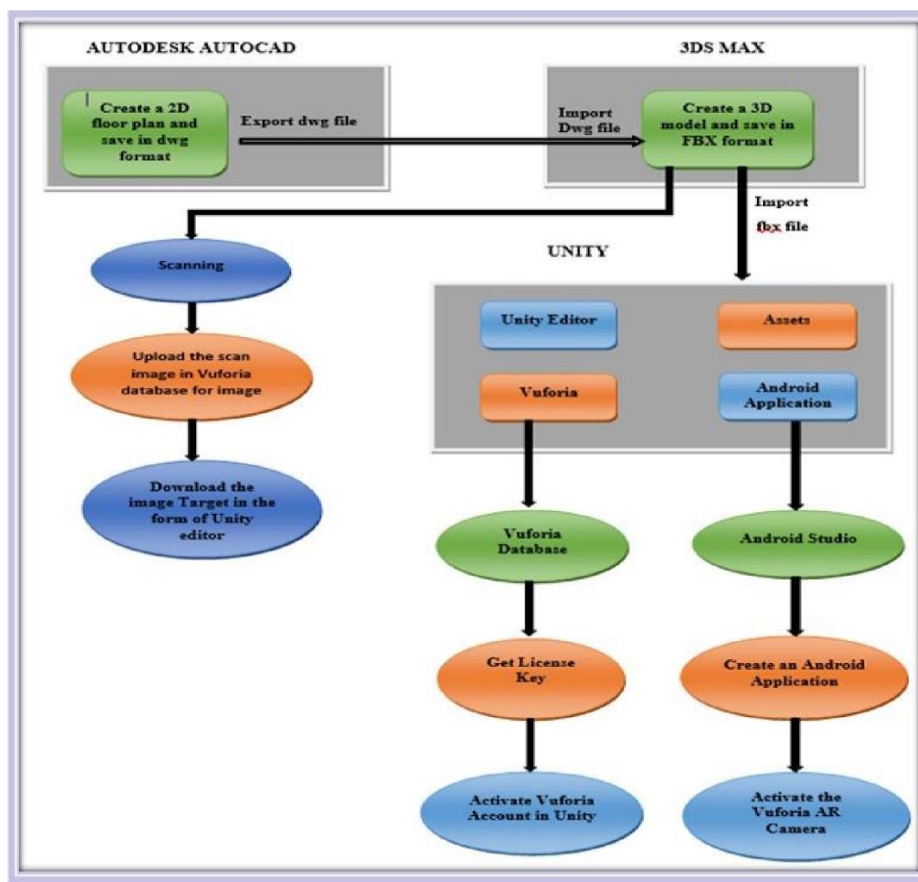 AUTODESK AUTOCAD
3DS MAX
Create a 2D
floor plan and
save in dwg
format
Export dwg file
Import
Dwg file
Create a 3D
model and save in
FBX format
Import
fbx file
Scanning
Upload the scan
image in Vuforia
database for image
Download the
image Target in the
form of Unity
editor
UNITY
Unity Editor
Assets
Vuforia
Android
Application
Vuforia
Database
Android Studio
Get License
Key
Create an Android
Application
Activate Vuforia
Account in Unity
Activate the
Vuforia AR
Camera